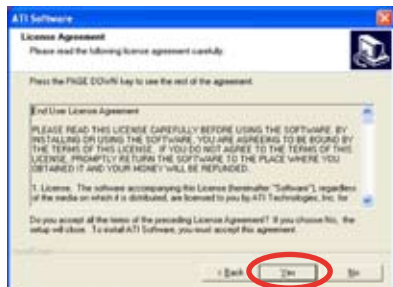 ATI Software
License Agreement
Please read the following license agreement carefully.
Press the PAGE DOWN key to see the rest of the agreement.
End User License Agreement
PLEASE READ THIS LICENSE CAREFULLY BEFORE USING THE SOFTWARE. BY
INSTALLING OR USING THE SOFTWARE, YOU ARE AGREEING TO BE BOUND BY
THE TERMS OF THIS LICENSE. IF YOU DO NOT AGREE TO THE TERMS OF THIS
LICENSE, PROMPTLY RETURN THE SOFTWARE TO THE PLACE WHERE YOU
OBTAINED IT AND YOUR MONEY WILL BE REFUNDED.
1. License. The software accompanying this License (hereinafter "Software"), regardless
of the media on which it is distributed, are licensed to you by ATI Technologies, Inc. for
Do you accept all the terms of the preceding License Agreement? If you choose No, the
setup will close. To install ATI Software, you must accept this agreement.
< Back
Yes
No